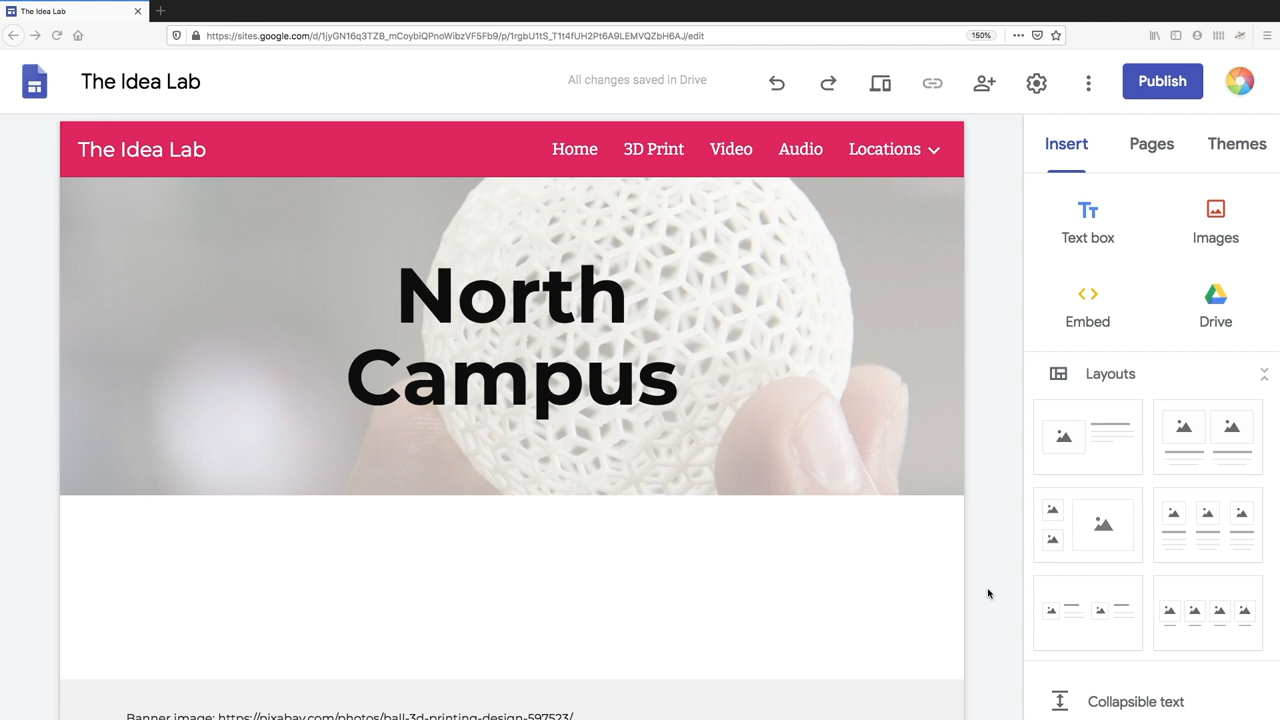 The Idea Lab
https://sites.google.com/d/1jyGN16q3TZB_mCoybiQPnoWibzVF5Fb9/p/1rgbU1tS_T1t4fUH2Pt6A9LEMVQZbH6AJ/edit
150%
The Idea Lab
All changes saved in Drive
Publish
The Idea Lab
Home
3D Print
Video
Audio
Locations
Insert
Pages
Themes
North
Campus
Tт
Text box
Images
Embed
Drive
Layouts
Collapsible text
Banner image: https://pixabay.com/photos/ball-3d-printing-design-597523/